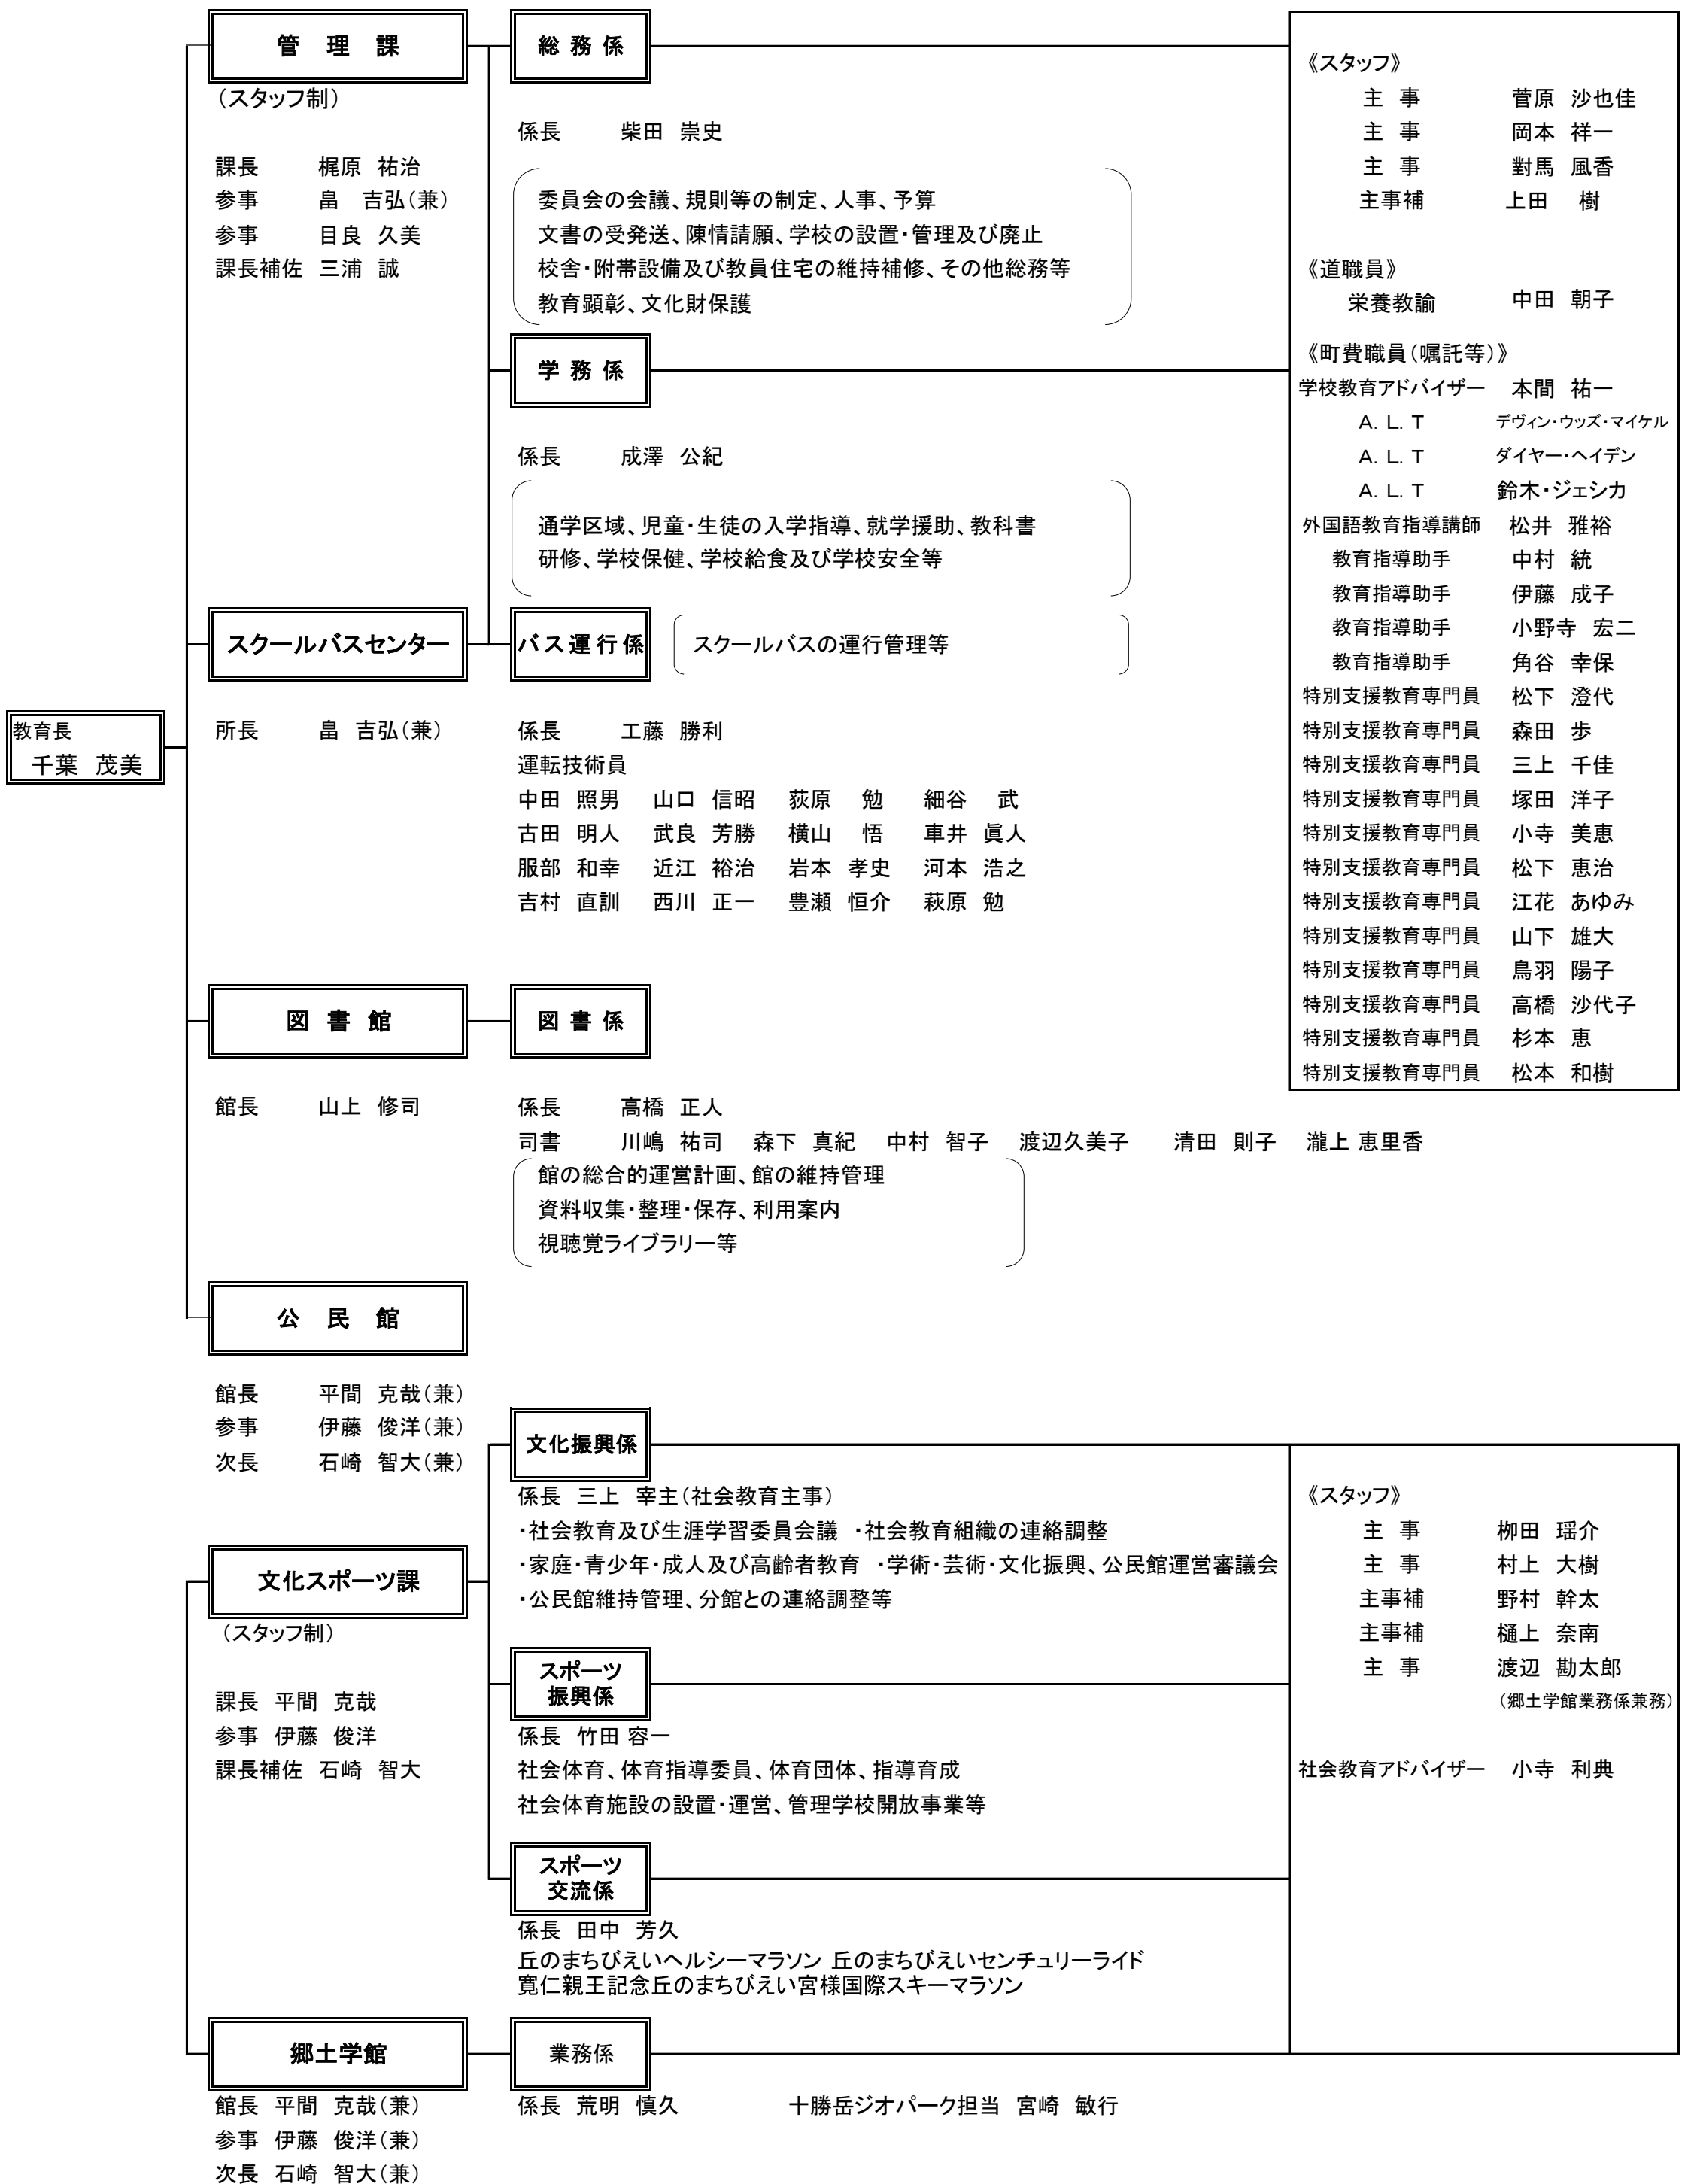 管　理　課
（スタッフ制）
課長　梶原　祐治
参事　畠　吉弘（兼）
参事　目良　久美
課長補佐　三浦　誠
総 務 係
係長　柴田　崇史
委員会の会議、規則等の制定、人事、予算
文書の受発送、陳情請願、学校の設置・管理及び廃止
校舎・附帯設備及び教員住宅の維持補修、その他総務等
教育顕彰、文化財保護
学 務 係
係長　成澤　公紀
通学区域、児童・生徒の入学指導、就学援助、教科書
研修、学校保健、学校給食及び学校安全等
《スタッフ》
主　事　菅原　沙也佳
主　事　岡本　祥一
主　事　對馬　風香
主事補　上田　樹
《道職員》
栄養教諭　中田　朝子
《町費職員（嘱託等）》
学校教育アドバイザー　本間　祐一
A．L．T　デヴィン・ウッズ・マイケル
A．L．T　ダイヤー・ヘイデン
A．L．T　鈴木・ジェシカ
外国語教育指導講師　松井　雅裕
教育指導助手　中村　統
教育指導助手　伊藤　成子
教育指導助手　小野寺　宏二
教育指導助手　角谷　幸保
特別支援教育専門員　松下　澄代
特別支援教育専門員　森田　歩
特別支援教育専門員　三上　千佳
特別支援教育専門員　塚田　洋子
特別支援教育専門員　小寺　美恵
特別支援教育専門員　松下　恵治
特別支援教育専門員　江花　あゆみ
特別支援教育専門員　山下　雄大
特別支援教育専門員　鳥羽　陽子
特別支援教育専門員　高橋　沙代子
特別支援教育専門員　杉本　恵
特別支援教育専門員　松本　和樹
教育長
千葉　茂美
スクールバスセンター
所長　畠　吉弘（兼）
バス運行係
スクールバスの運行管理等
係長　工藤　勝利
運転技術員
中田　照男　山口　信昭　荻原　勉　細谷　武
古田　明人　武良　芳勝　横山　悟　車井　眞人
服部　和幸　近江　裕治　岩本　孝史　河本　浩之
吉村　直訓　西川　正一　豊瀬　恒介　萩原　勉
図　書　館
館長　山上　修司
図 書 係
係長　高橋　正人
司書　川嶋　祐司　森下　真紀　中村　智子　渡辺久美子　清田　則子　瀧上 恵里香
館の総合的運営計画、館の維持管理
資料収集・整理・保存、利用案内
視聴覚ライブラリー等
公　民　館
館長　平間　克哉（兼）
参事　伊藤　俊洋（兼）
次長　石崎　智大（兼）
文化スポーツ課
（スタッフ制）
課長　平間　克哉
参事　伊藤　俊洋
課長補佐　石崎　智大
文化振興係
係長　三上　宰主（社会教育主事）
・社会教育及び生涯学習委員会議　・社会教育組織の連絡調整
・家庭・青少年・成人及び高齢者教育　・学術・芸術・文化振興、公民館運営審議会
・公民館維持管理、分館との連絡調整等
スポーツ
振興係
係長　竹田 容一
社会体育、体育指導委員、体育団体、指導育成
社会体育施設の設置・運営、管理学校開放事業等
スポーツ
交流係
係長　田中　芳久
丘のまちびえいヘルシーマラソン 丘のまちびえいセンチュリーライド
寛仁親王記念丘のまちびえい宮様国際スキーマラソン
《スタッフ》
主　事　栁田　瑶介
主　事　村上　大樹
主事補　野村　幹太
主事補　樋上　奈南
主　事　渡辺　勘太郎
（郷土学館業務係兼務）
社会教育アドバイザー　小寺　利典
郷土学館
館長　平間　克哉（兼）
参事　伊藤　俊洋（兼）
次長　石崎　智大（兼）
業務係
係長　荒明　慎久　十勝岳ジオパーク担当　宮崎　敏行